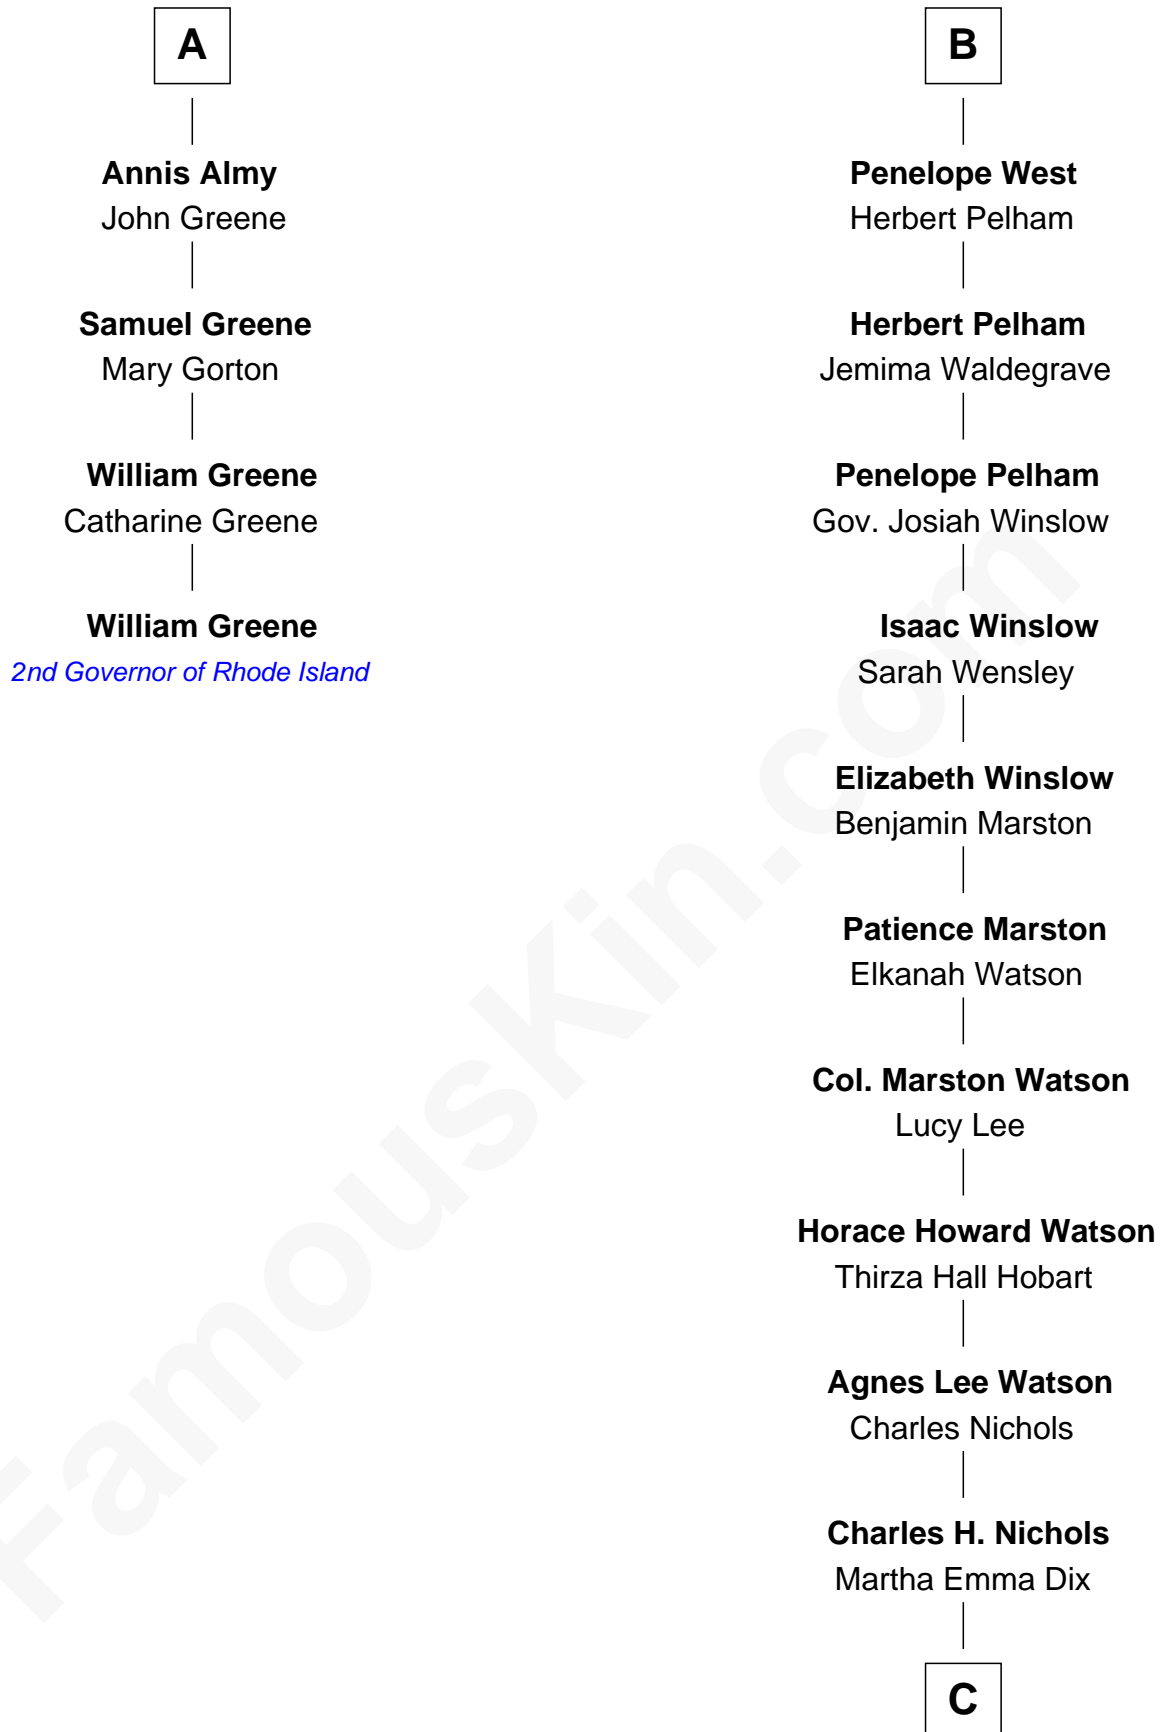 A
Annis Almy
John Greene
Samuel Greene
Mary Gorton
William Greene
Catharine Greene
William Greene
2nd Governor of Rhode Island
B
Penelope West
Herbert Pelham
Herbert Pelham
Jemima Waldegrave
Penelope Pelham
Gov. Josiah Winslow
Isaac Winslow
Sarah Wensley
Elizabeth Winslow
Benjamin Marston
Patience Marston
Elkanah Watson
Col. Marston Watson
Lucy Lee
Horace Howard Watson
Thirza Hall Hobart
Agnes Lee Watson
Charles Nichols
Charles H. Nichols
Martha Emma Dix
C
FamousKin.com